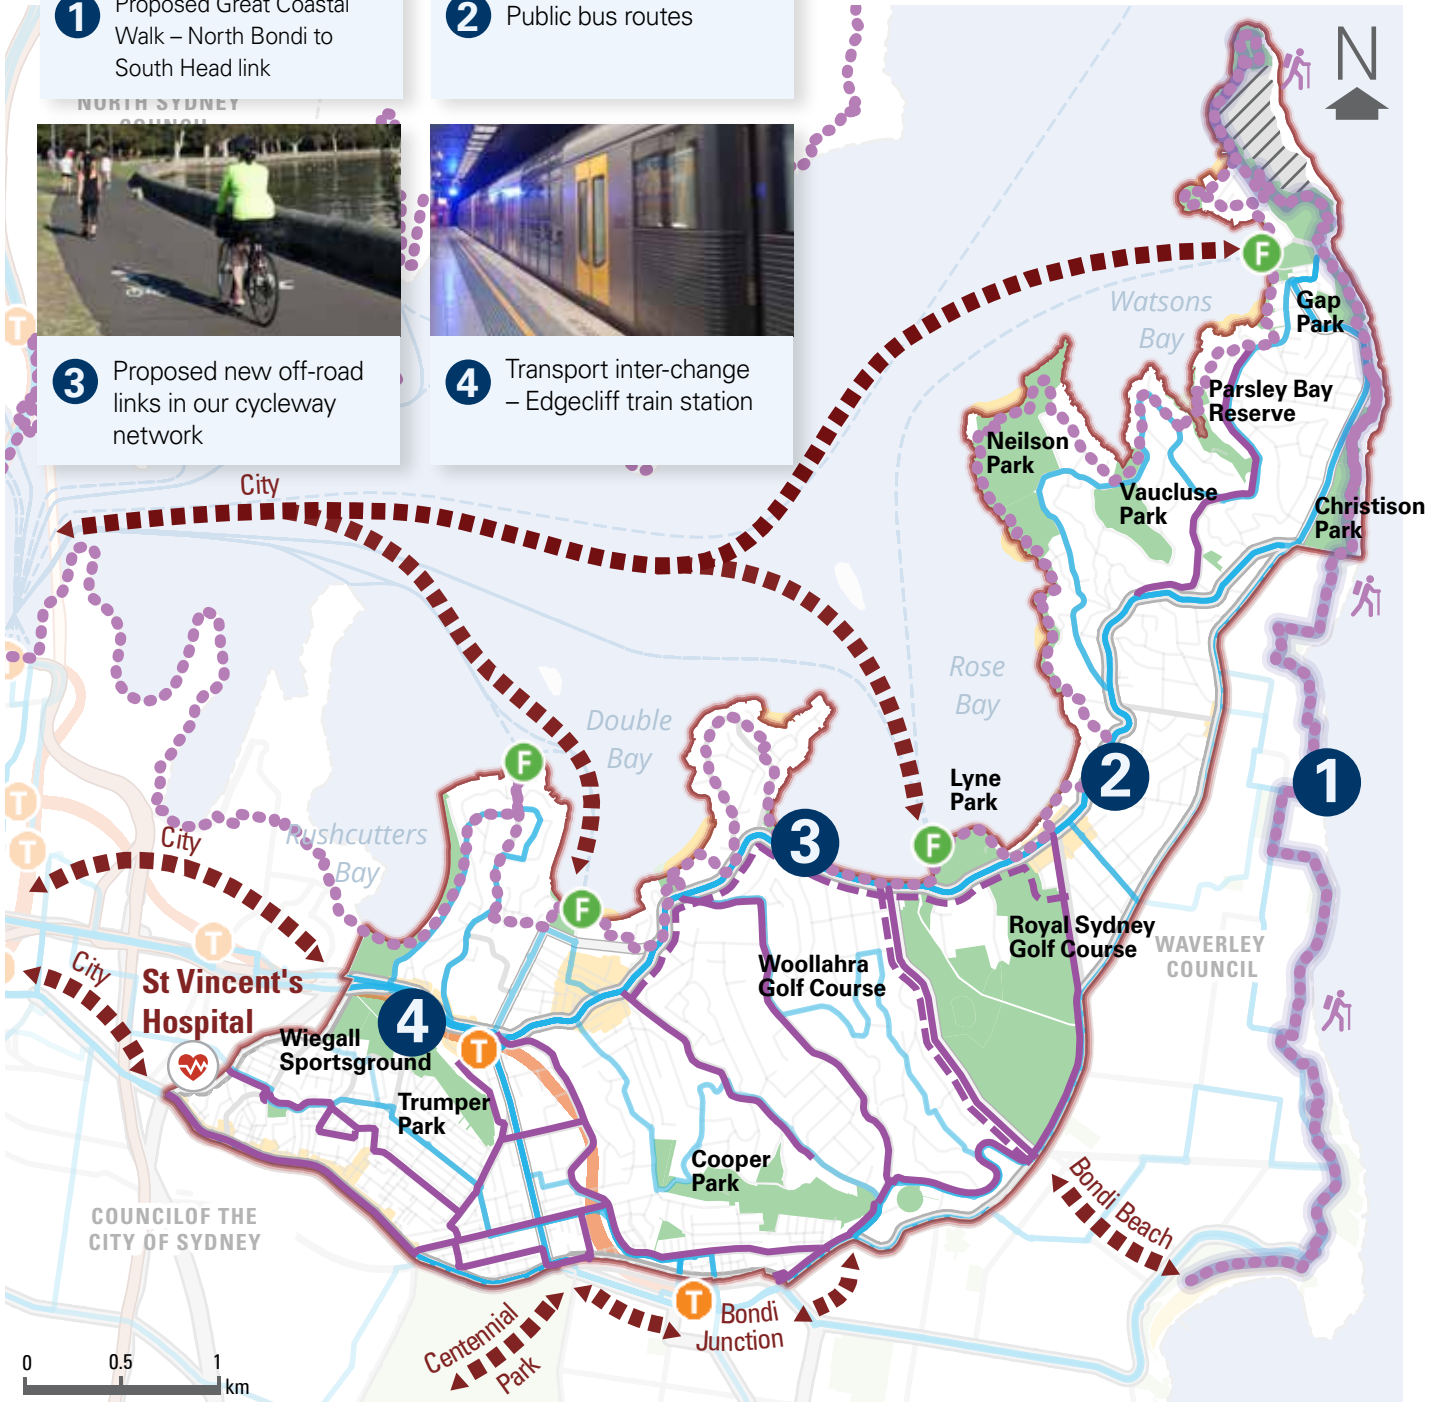 1
Proposed Great Coastal
Walk – North Bondi to
South Head link
2
Public bus routes
NORTH SYDNEY
COUNCIL
N
3
Proposed new off-road
links in our cycleway
network
4
Transport inter-change
– Edgecliff train station
F
Watsons
Bay
Gap
Park
Parsley Bay
Reserve
Neilson
Park
Vaucluse
Park
Christison
Park
City
T
Rose
Bay
Double
Bay
F
Lyne
Park
2
1
3
F
T
T
City
Rushcutters
Bay
F
T
City
St Vincent's
Hospital
Royal Sydney
Golf Course
WAVERLEY
COUNCIL
Woollahra
Golf Course
4
T
Wiegall
Sportsground
Trumper
Park
Cooper
Park
Bondi Beach
COUNCILOF THE
CITY OF SYDNEY
T
Bondi
Junction
Centennial
Park
0 0.5 1
km